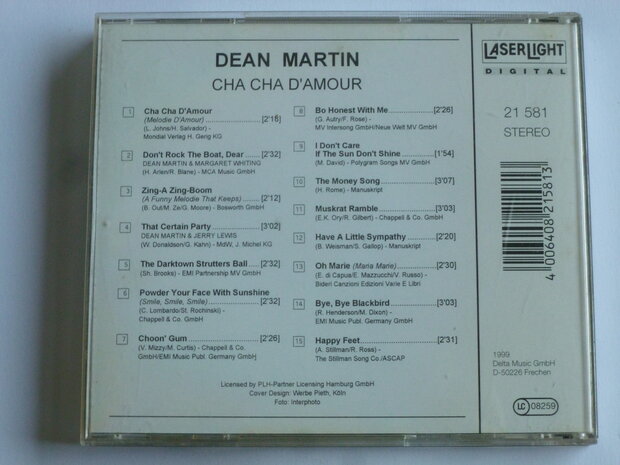 DEAN MARTIN
CHA CHA D'AMOUR
1 Cha Cha D'Amour
(Melodie D'Amour) [2'18]
(L. Johns/H. Salvador) -
Mondial Verlag H. Gerig KG
2 Don't Rock The Boat, Dear [2'32]
DEAN MARTIN & MARGARET WHITING
(H. Arlen/R. Blane) - MCA Music GmbH
3 Zing-A Zing-Boom
(A Funny Melodie That Keeps) [2'12]
(B. Out/M. Ze/G. Moore) - Bosworth GmbH
4 That Certain Party [3'02]
DEAN MARTIN & JERRY LEWIS
(W. Donaldson/G. Kahn) - MdW, J. Michel KG
5 The Darktown Strutters Ball [2'32]
(Sh. Brooks) - EMI Partnership MV GmbH
6 Powder Your Face With Sunshine
(Smile, Smile, Smile) [2'32]
(C. Lombardo/St. Rochinski) -
Chappell & Co. GmbH
7 Choon' Gum [2'26]
(V. Mizzy/M. Curtis) - Chappell & Co.
GmbH/EMI Music Publ. Germany GmbH
8 Bo Honest With Me [2'26]
(G. Autry/F. Rose) -
MV Intersong GmbH/Neue Welt MV GmbH
9 I Don't Care
If The Sun Don't Shine [1'54]
(M. David) - Polygram Songs MV GmbH
10 The Money Song [3'07]
(H. Rome) - Manuskript
11 Muskrat Ramble [3'03]
(E.K. Ory/R. Gilbert) - Chappell & Co. GmbH
12 Have A Little Sympathy [2'20]
(B. Weisman/S. Gallop) - Manuskript
13 Oh Marie (Maria Marie) [2'30]
(E. di Capua/E. Mazzucchi/V. Russo) -
Bideri Canzioni Edizioni Varie E Libri
14 Bye, Bye Blackbird [3'03]
(R. Henderson/M. Dixon) -
EMI Music Publ. Germany GmbH
15 Happy Feet [2'31]
(A. Stillman/R. Ross) -
The Stillman Song Co./ASCAP
Licensed by PLH-Partner Licensing Hamburg GmbH
Cover Design: Werbe Pieth, Köln
Foto: Interphoto
LASERLIGHT
DIGITAL
21 581
STEREO
4 006408 215813
1999
Delta Music GmbH
D-50226 Frechen
LC 08259